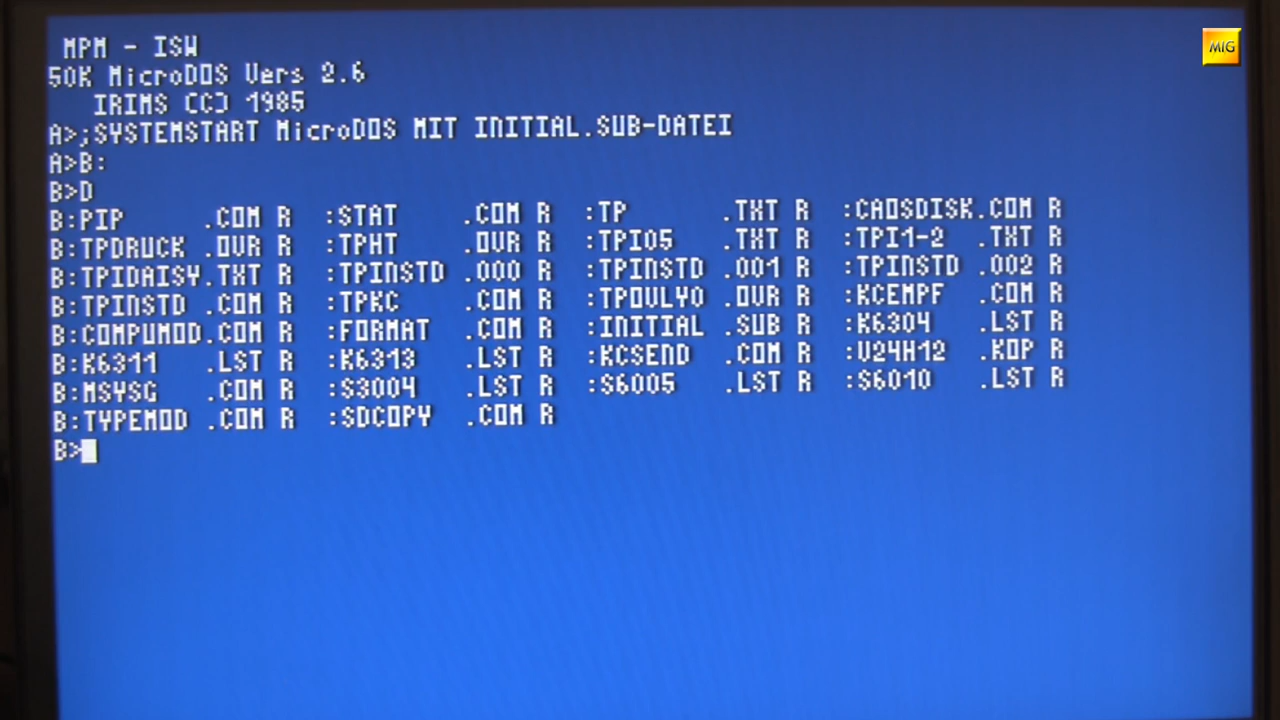 MPM - ISW
50K MicroDOS Vers 2.6
IRIMS (C) 1985
A>;SYSTEMSTART MicroDOS MIT INITIAL.SUB-DATEI
A>B:
B>D
B:PIP .COM R :STAT .COM R :TP .TXT R :CAOSDISK.COM R
B:TPDRUCK .OVR R :TPHT .OVR R :TPI05 .TXT R :TPI1-2 .TXT R
B:TPIDAISY.TXT R :TPINSTD .000 R :TPINSTD .001 R :TPINSTD .002 R
B:TPINSTD .COM R :TPKC .COM R :TPOVLY0 .OVR R :KCEMPF .COM R
B:COMPUMOD.COM R :FORMAT .COM R :INITIAL .SUB R :K6304 .LST R
B:K6311 .LST R :K6313 .LST R :KCSEND .COM R :V24H12 .KOP R
B:MSYSG .COM R :S3004 .LST R :S6005 .LST R :S6010 .LST R
B:TYPEMOD .COM R :SDCOPY .COM R
B>
MIG